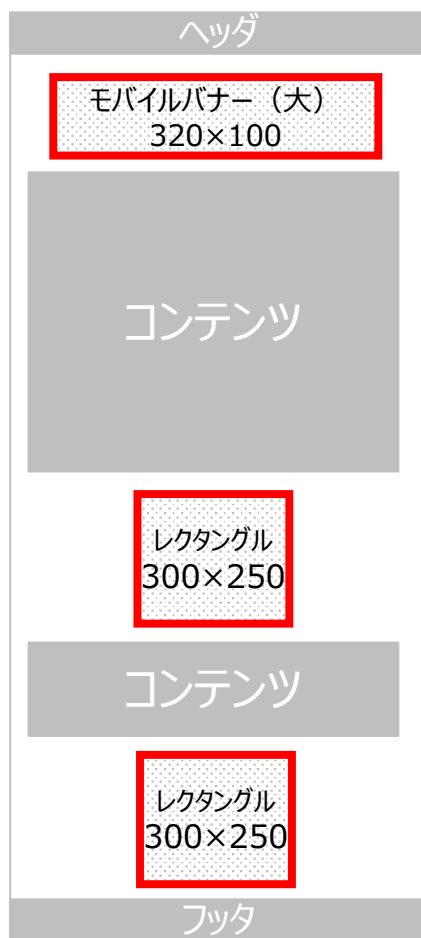 ヘッダ
モバイルバナー（大）
320×100
コンテンツ
レクタングル
300×250
コンテンツ
レクタングル
300×250
フッタ